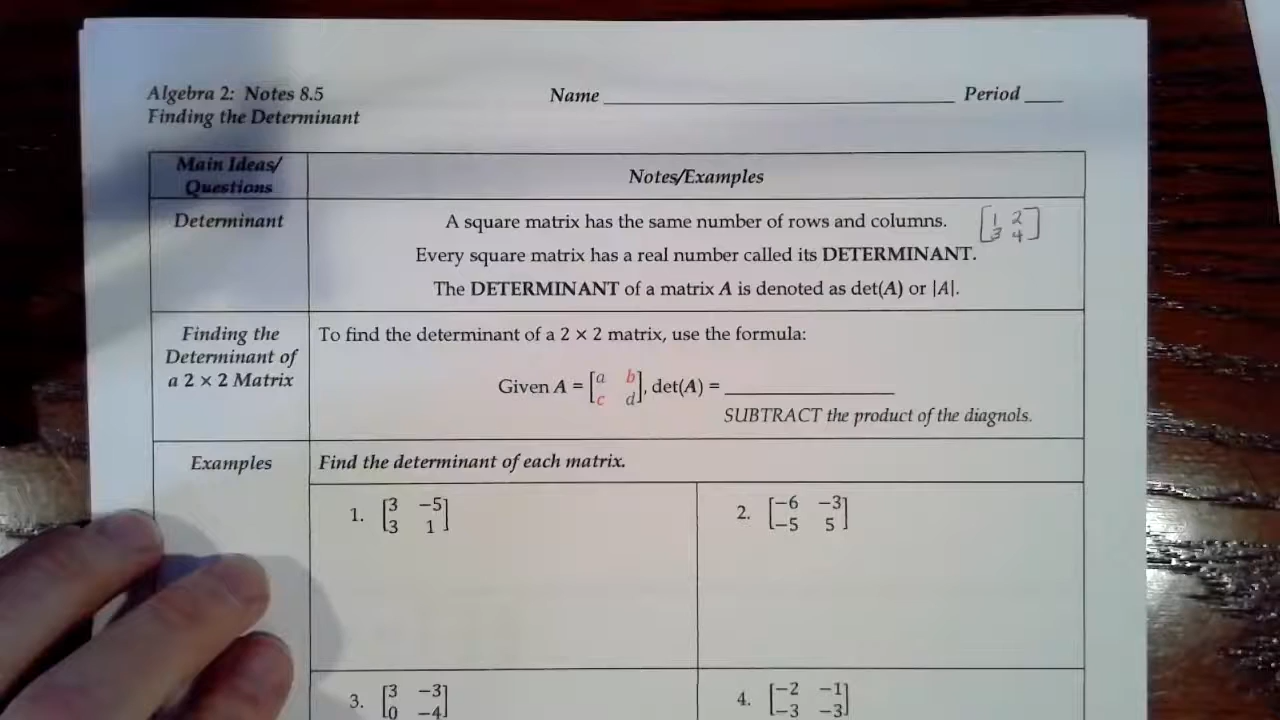 Algebra 2: Notes 8.5
Name ____________ Period ____
Finding the Determinant
Main Ideas/
Questions
Notes/Examples
Determinant
A square matrix has the same number of rows and columns.
[1 2
3 4]
Every square matrix has a real number called its DETERMINANT.
The DETERMINANT of a matrix A is denoted as det(A) or |A|.
Finding the
Determinant of
a 2 × 2 Matrix
To find the determinant of a 2 × 2 matrix, use the formula:
Given A = [a b
c d], det(A) = ____________
SUBTRACT the product of the diagnols.
Examples
Find the determinant of each matrix.
1. [3 -5
3 1]
2. [-6 -3
-5 5]
3. [3 -3
0 -4]
4. [-2 -1
-3 -3]